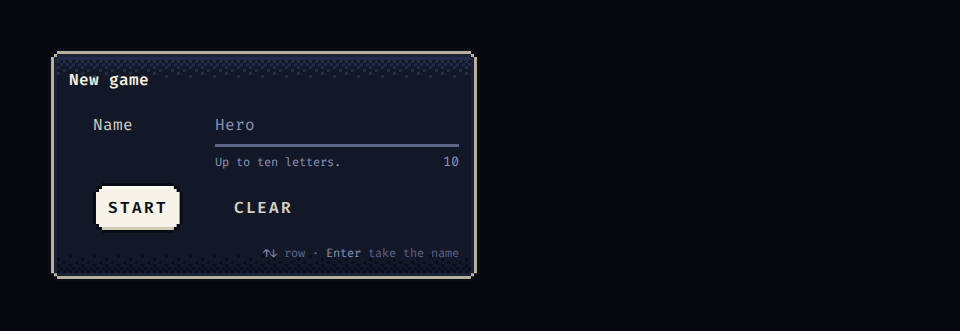 New game
Name Hero
Up to ten letters. 10
START CLEAR
↑↓ row · Enter take the name